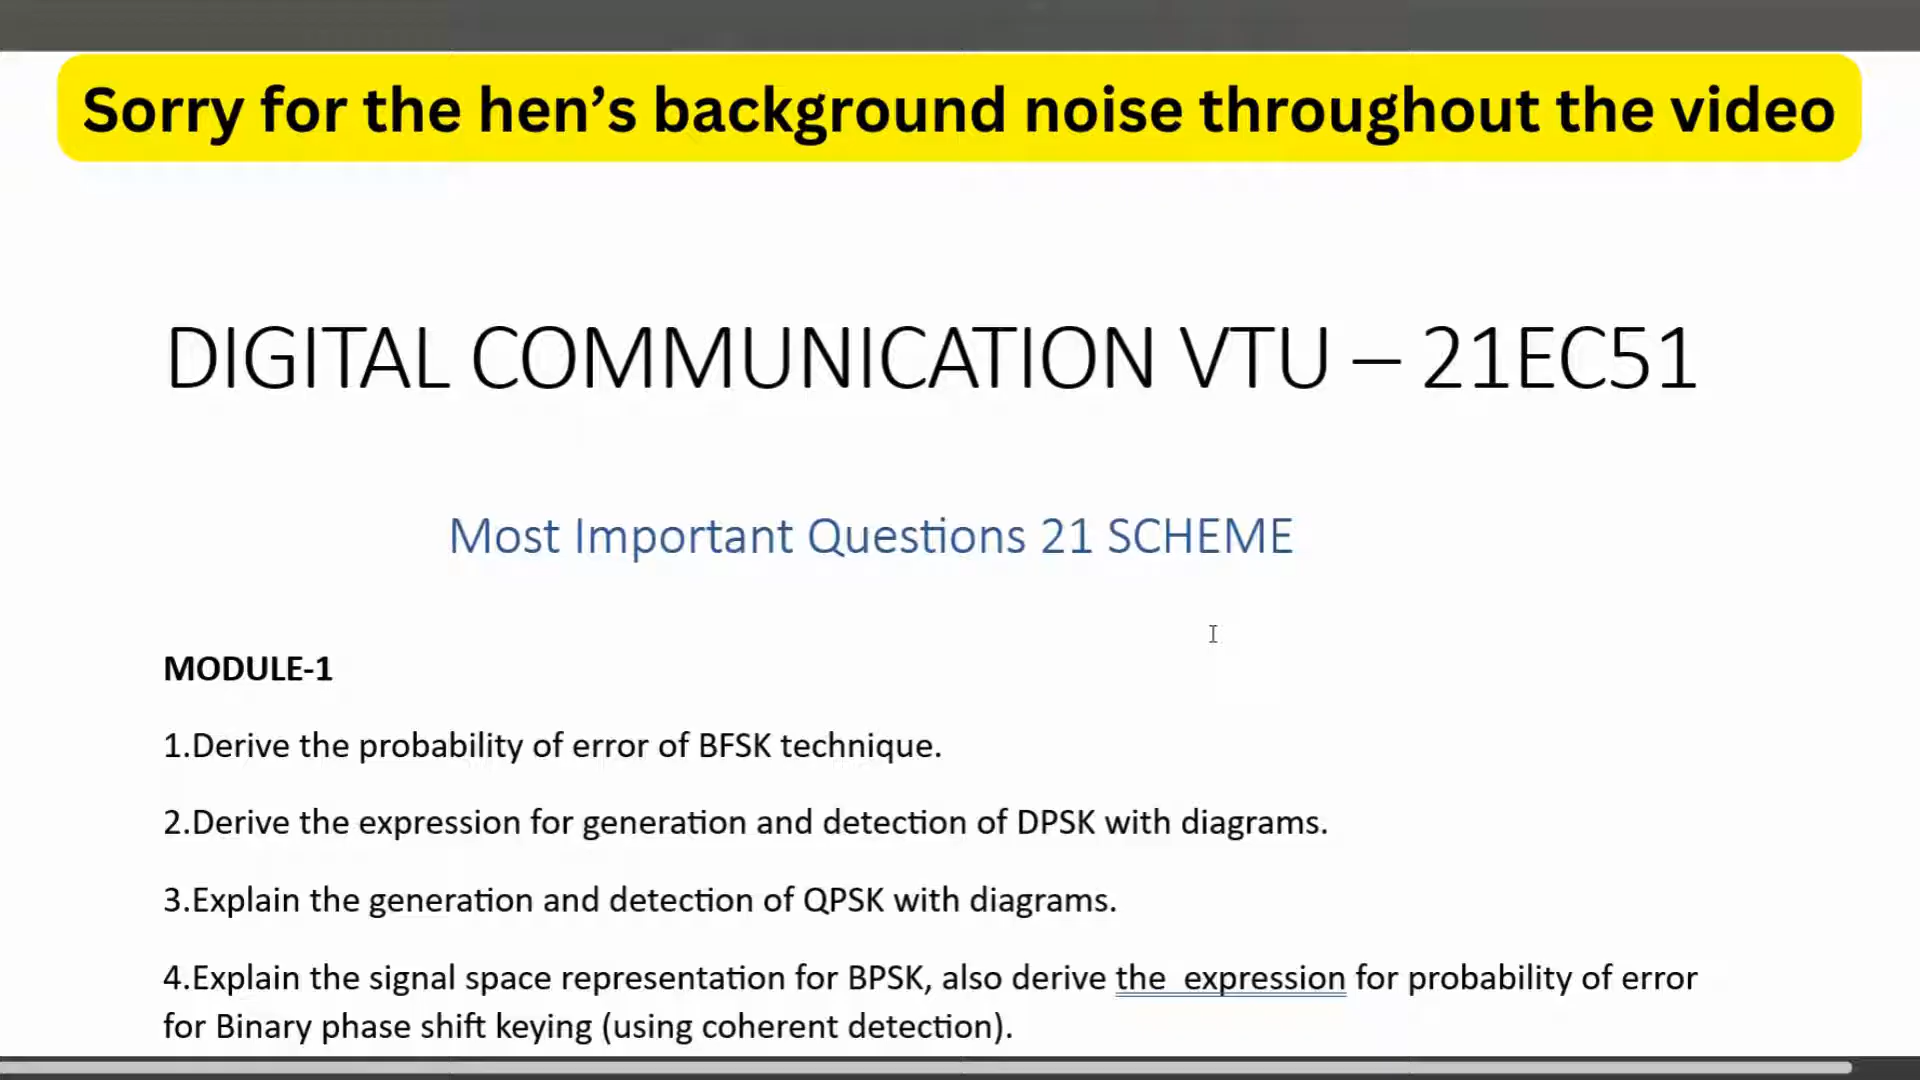 Sorry for the hen’s background noise throughout the video
DIGITAL COMMUNICATION VTU – 21EC51
Most Important Questions 21 SCHEME
MODULE-1
1.Derive the probability of error of BFSK technique.
2.Derive the expression for generation and detection of DPSK with diagrams.
3.Explain the generation and detection of QPSK with diagrams.
4.Explain the signal space representation for BPSK, also derive the  expression for probability of error
for Binary phase shift keying (using coherent detection).